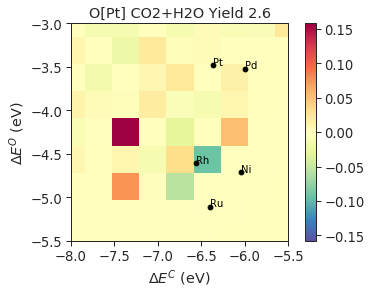 O[Pt] CO2+H2O Yield 2.6
−3.0
−3.5
−4.0
−4.5
−5.0
−5.5
ΔE^O (eV)
Pt
Pd
Rh
Ni
Ru
−8.0 −7.5 −7.0 −6.5 −6.0 −5.5
ΔE^C (eV)
0.15
0.10
0.05
0.00
−0.05
−0.10
−0.15